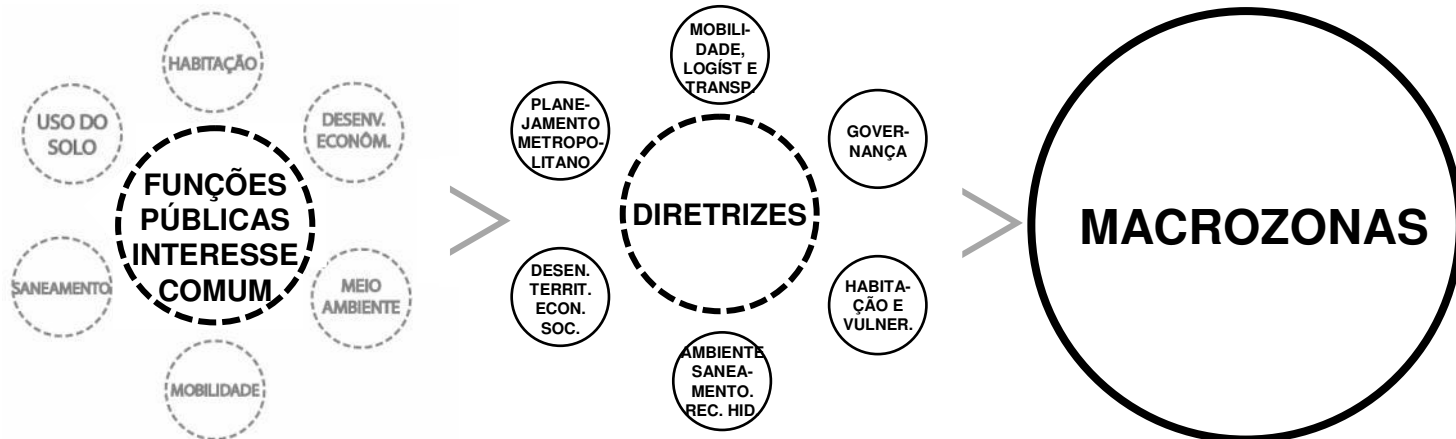 HABITAÇÃO
USO DO
SOLO
DESENV.
ECONÔM.
FUNÇÕES
PÚBLICAS
INTERESSE
COMUM
SANEAMENTO
MEIO
AMBIENTE
MOBILIDADE
MOBILI-
DADE,
LOGÍST E
TRANSP.
PLANE-
JAMENTO
METROPO-
LITANO
GOVER-
NANÇA
DIRETRIZES
DESEN.
TERRIT.
ECON.
SOC.
HABITA-
ÇÃO E
VULNER.
AMBIENTE
SANEA-
MENTO.
REC. HID.
MACROZONAS